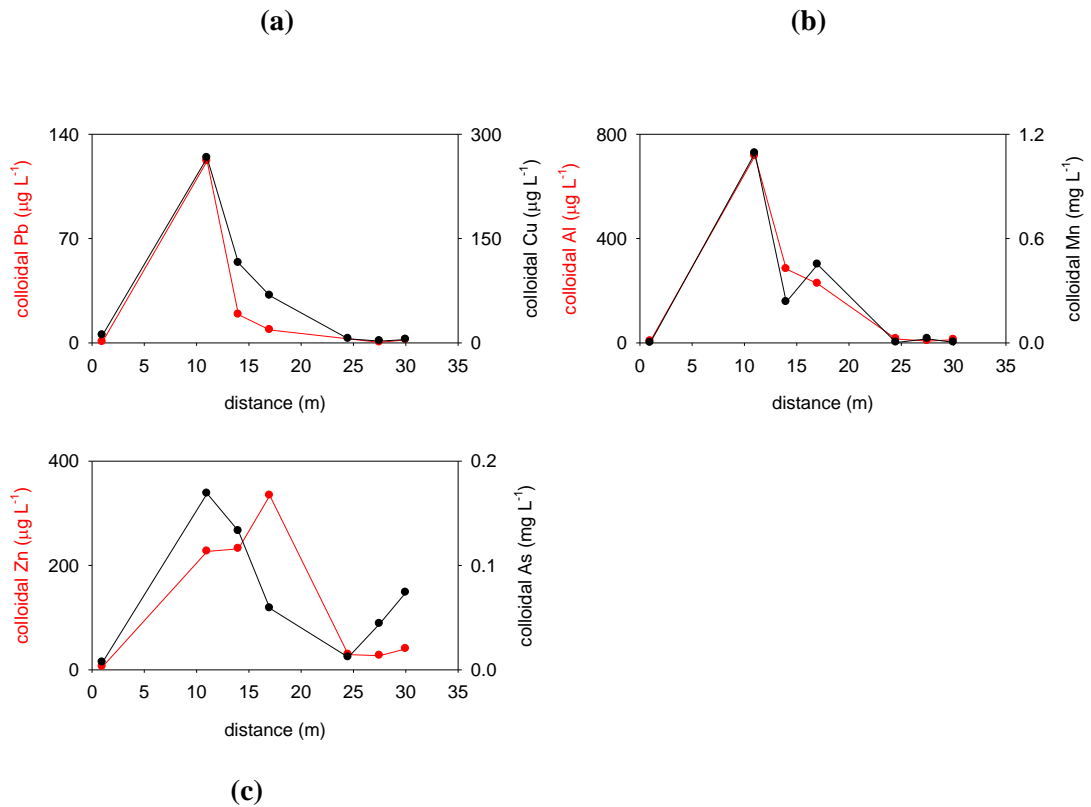 (a)
(b)
colloidal Pb (μg L-1)
140
70
0
300
150
0
colloidal Cu (μg L-1)
0 5 10 15 20 25 30 35
distance (m)
colloidal Al (μg L-1)
800
400
0
1.2
0.6
0.0
colloidal Mn (mg L-1)
0 5 10 15 20 25 30 35
distance (m)
colloidal Zn (μg L-1)
400
200
0
0.2
0.1
0.0
colloidal As (mg L-1)
0 5 10 15 20 25 30 35
distance (m)
(c)